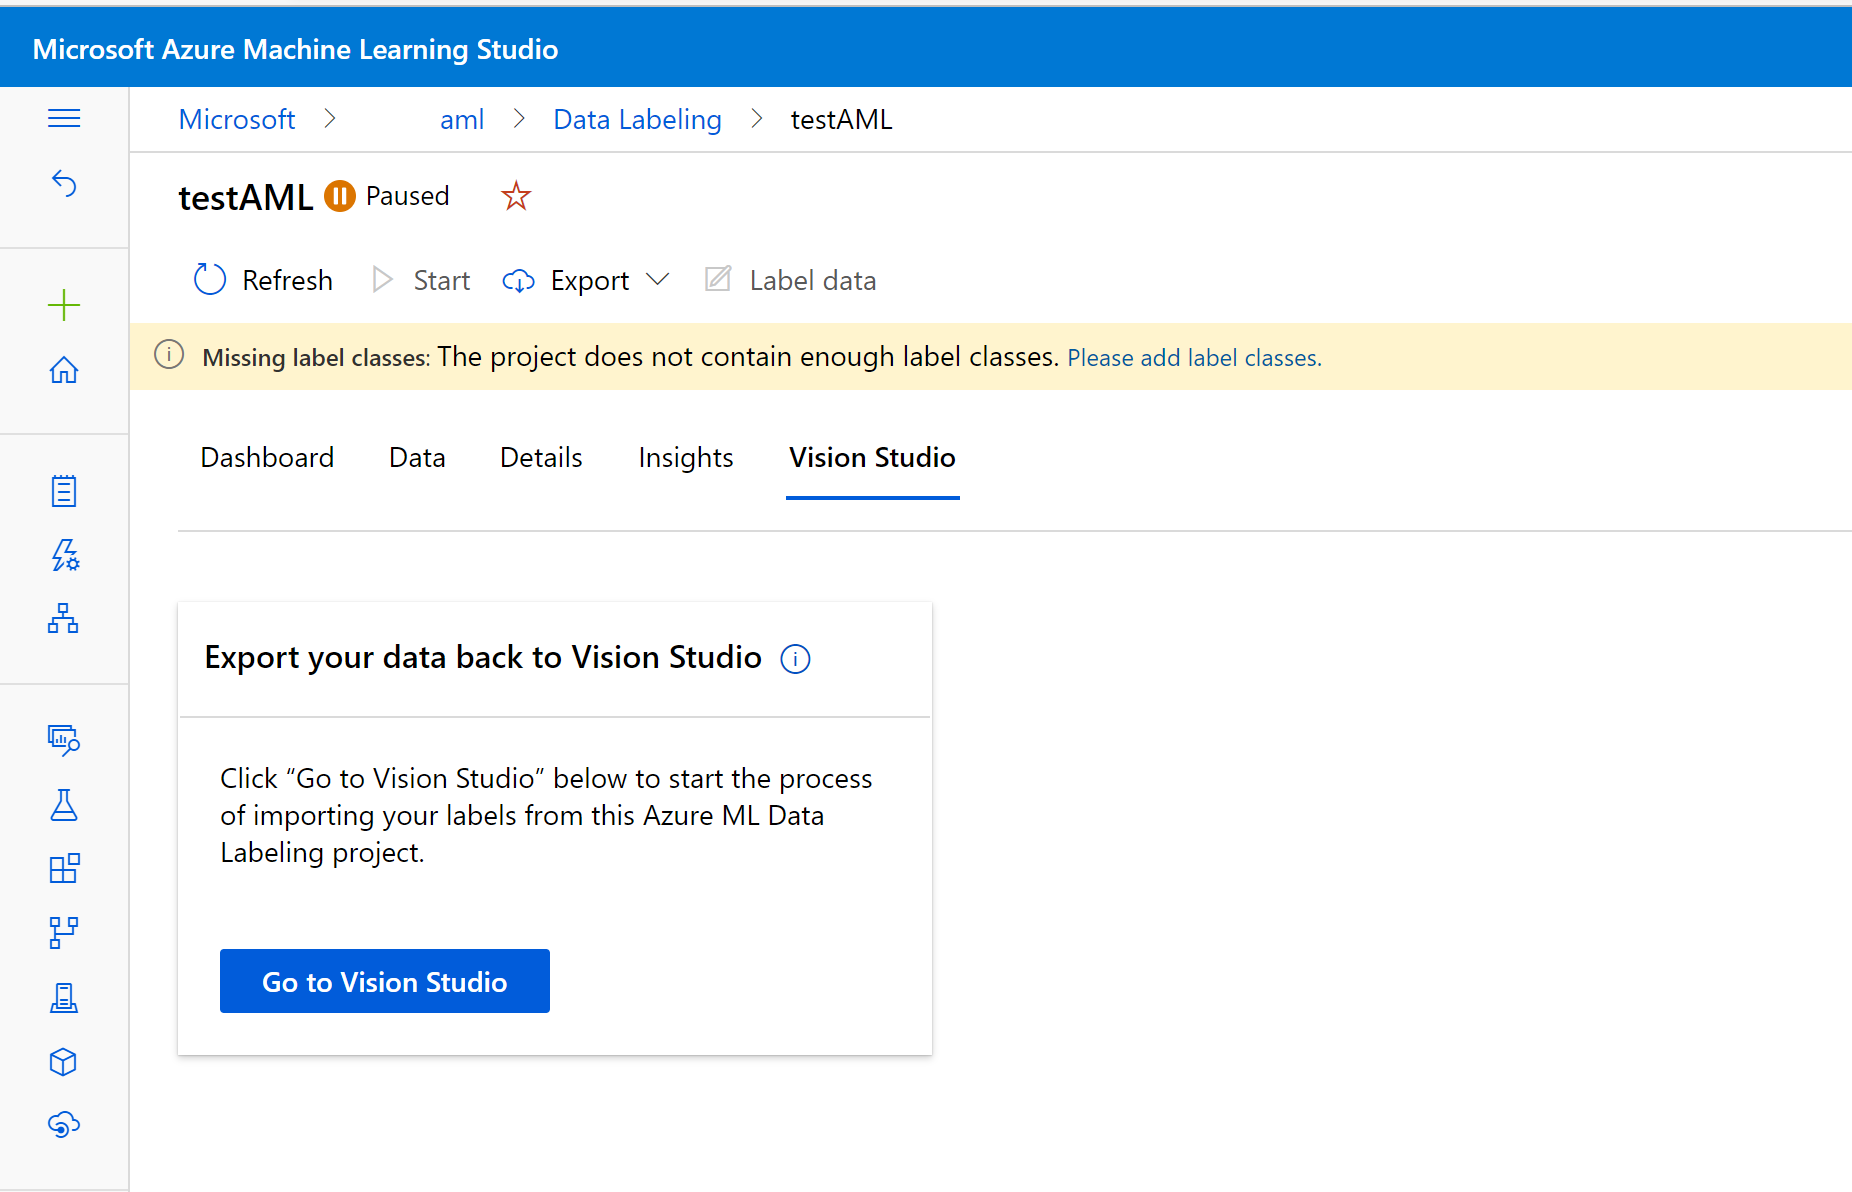 Microsoft Azure Machine Learning Studio
Microsoft > aml > Data Labeling > testAML
testAML Paused
Refresh Start Export Label data
Missing label classes: The project does not contain enough label classes. Please add label classes.
Dashboard Data Details Insights Vision Studio
Export your data back to Vision Studio
Click “Go to Vision Studio” below to start the process
of importing your labels from this Azure ML Data
Labeling project.
Go to Vision Studio